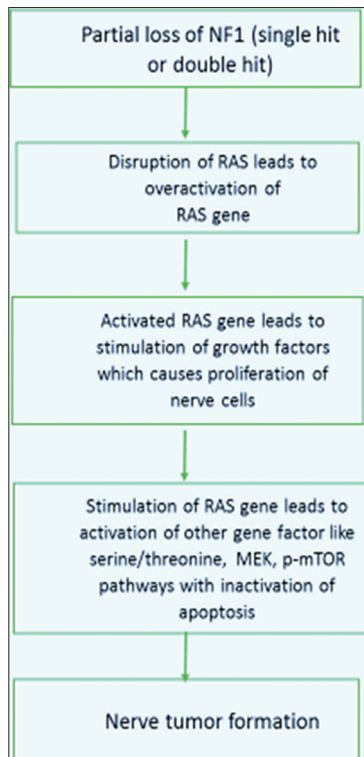 Partial loss of NF1 (single hit
or double hit)
Disruption of RAS leads to
overactivation of
RAS gene
Activated RAS gene leads to
stimulation of growth factors
which causes proliferation of
nerve cells
Stimulation of RAS gene leads to
activation of other gene factor like
serine/threonine, MEK, p-mTOR
pathways with inactivation of
apoptosis
Nerve tumor formation